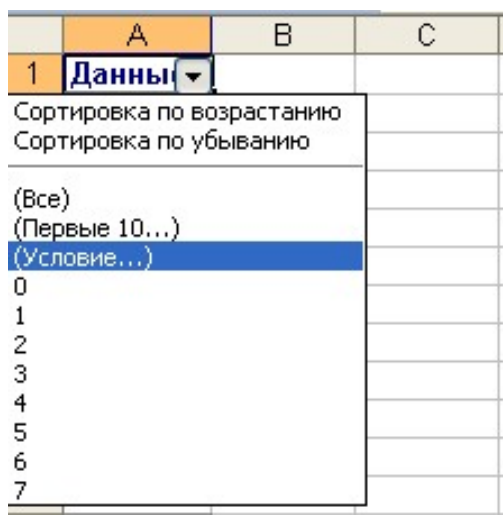 A B C
1 Данны
Сортировка по возрастанию
Сортировка по убыванию
(Все)
(Первые 10...)
(Условие...)
0
1
2
3
4
5
6
7